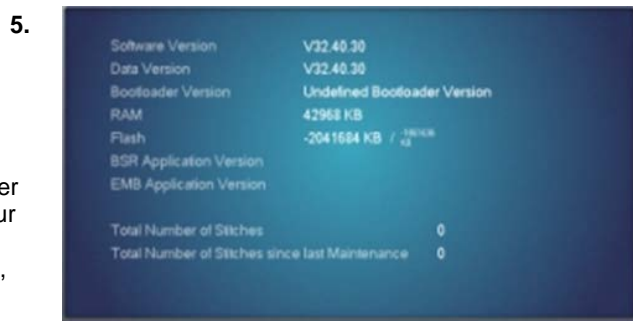 5.
Software Version V32.40.30
Data Version V32.40.30
Bootloader Version Undefined Bootloader Version
RAM 42968 KB
Flash -2041684 KB /
BSR Application Version
EMB Application Version
er
ur
Total Number of Stitches 0
Total Number of Stitches since last Maintenance 0
,